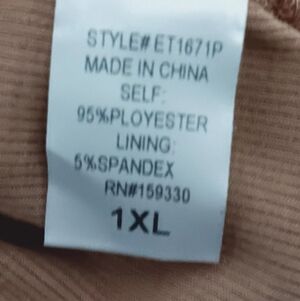 STYLE# ET1671P
MADE IN CHINA
SELF:
95%PLOYESTER
LINING:
5%SPANDEX
RN#159330
1XL